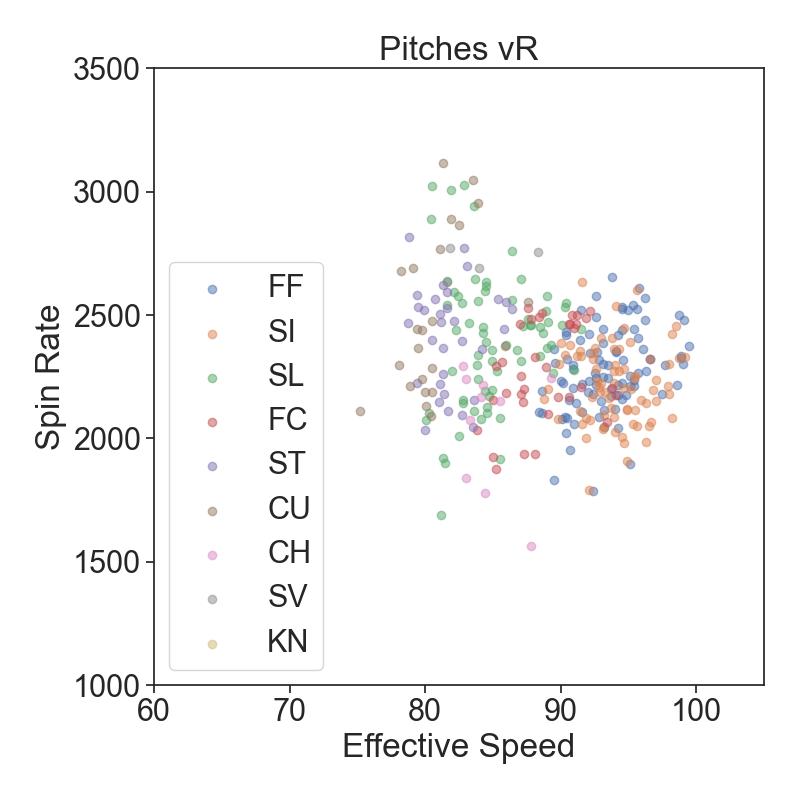 Pitches vR
3500
3000
2500
2000
1500
1000
Spin Rate
FF
SI
SL
FC
ST
CU
CH
SV
KN
60
70
80
90
100
Effective Speed